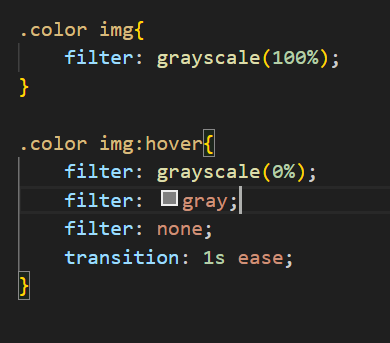 .color img{
filter: grayscale(100%);
}
.color img:hover{
filter: grayscale(0%);
filter: gray;
filter: none;
transition: 1s ease;
}